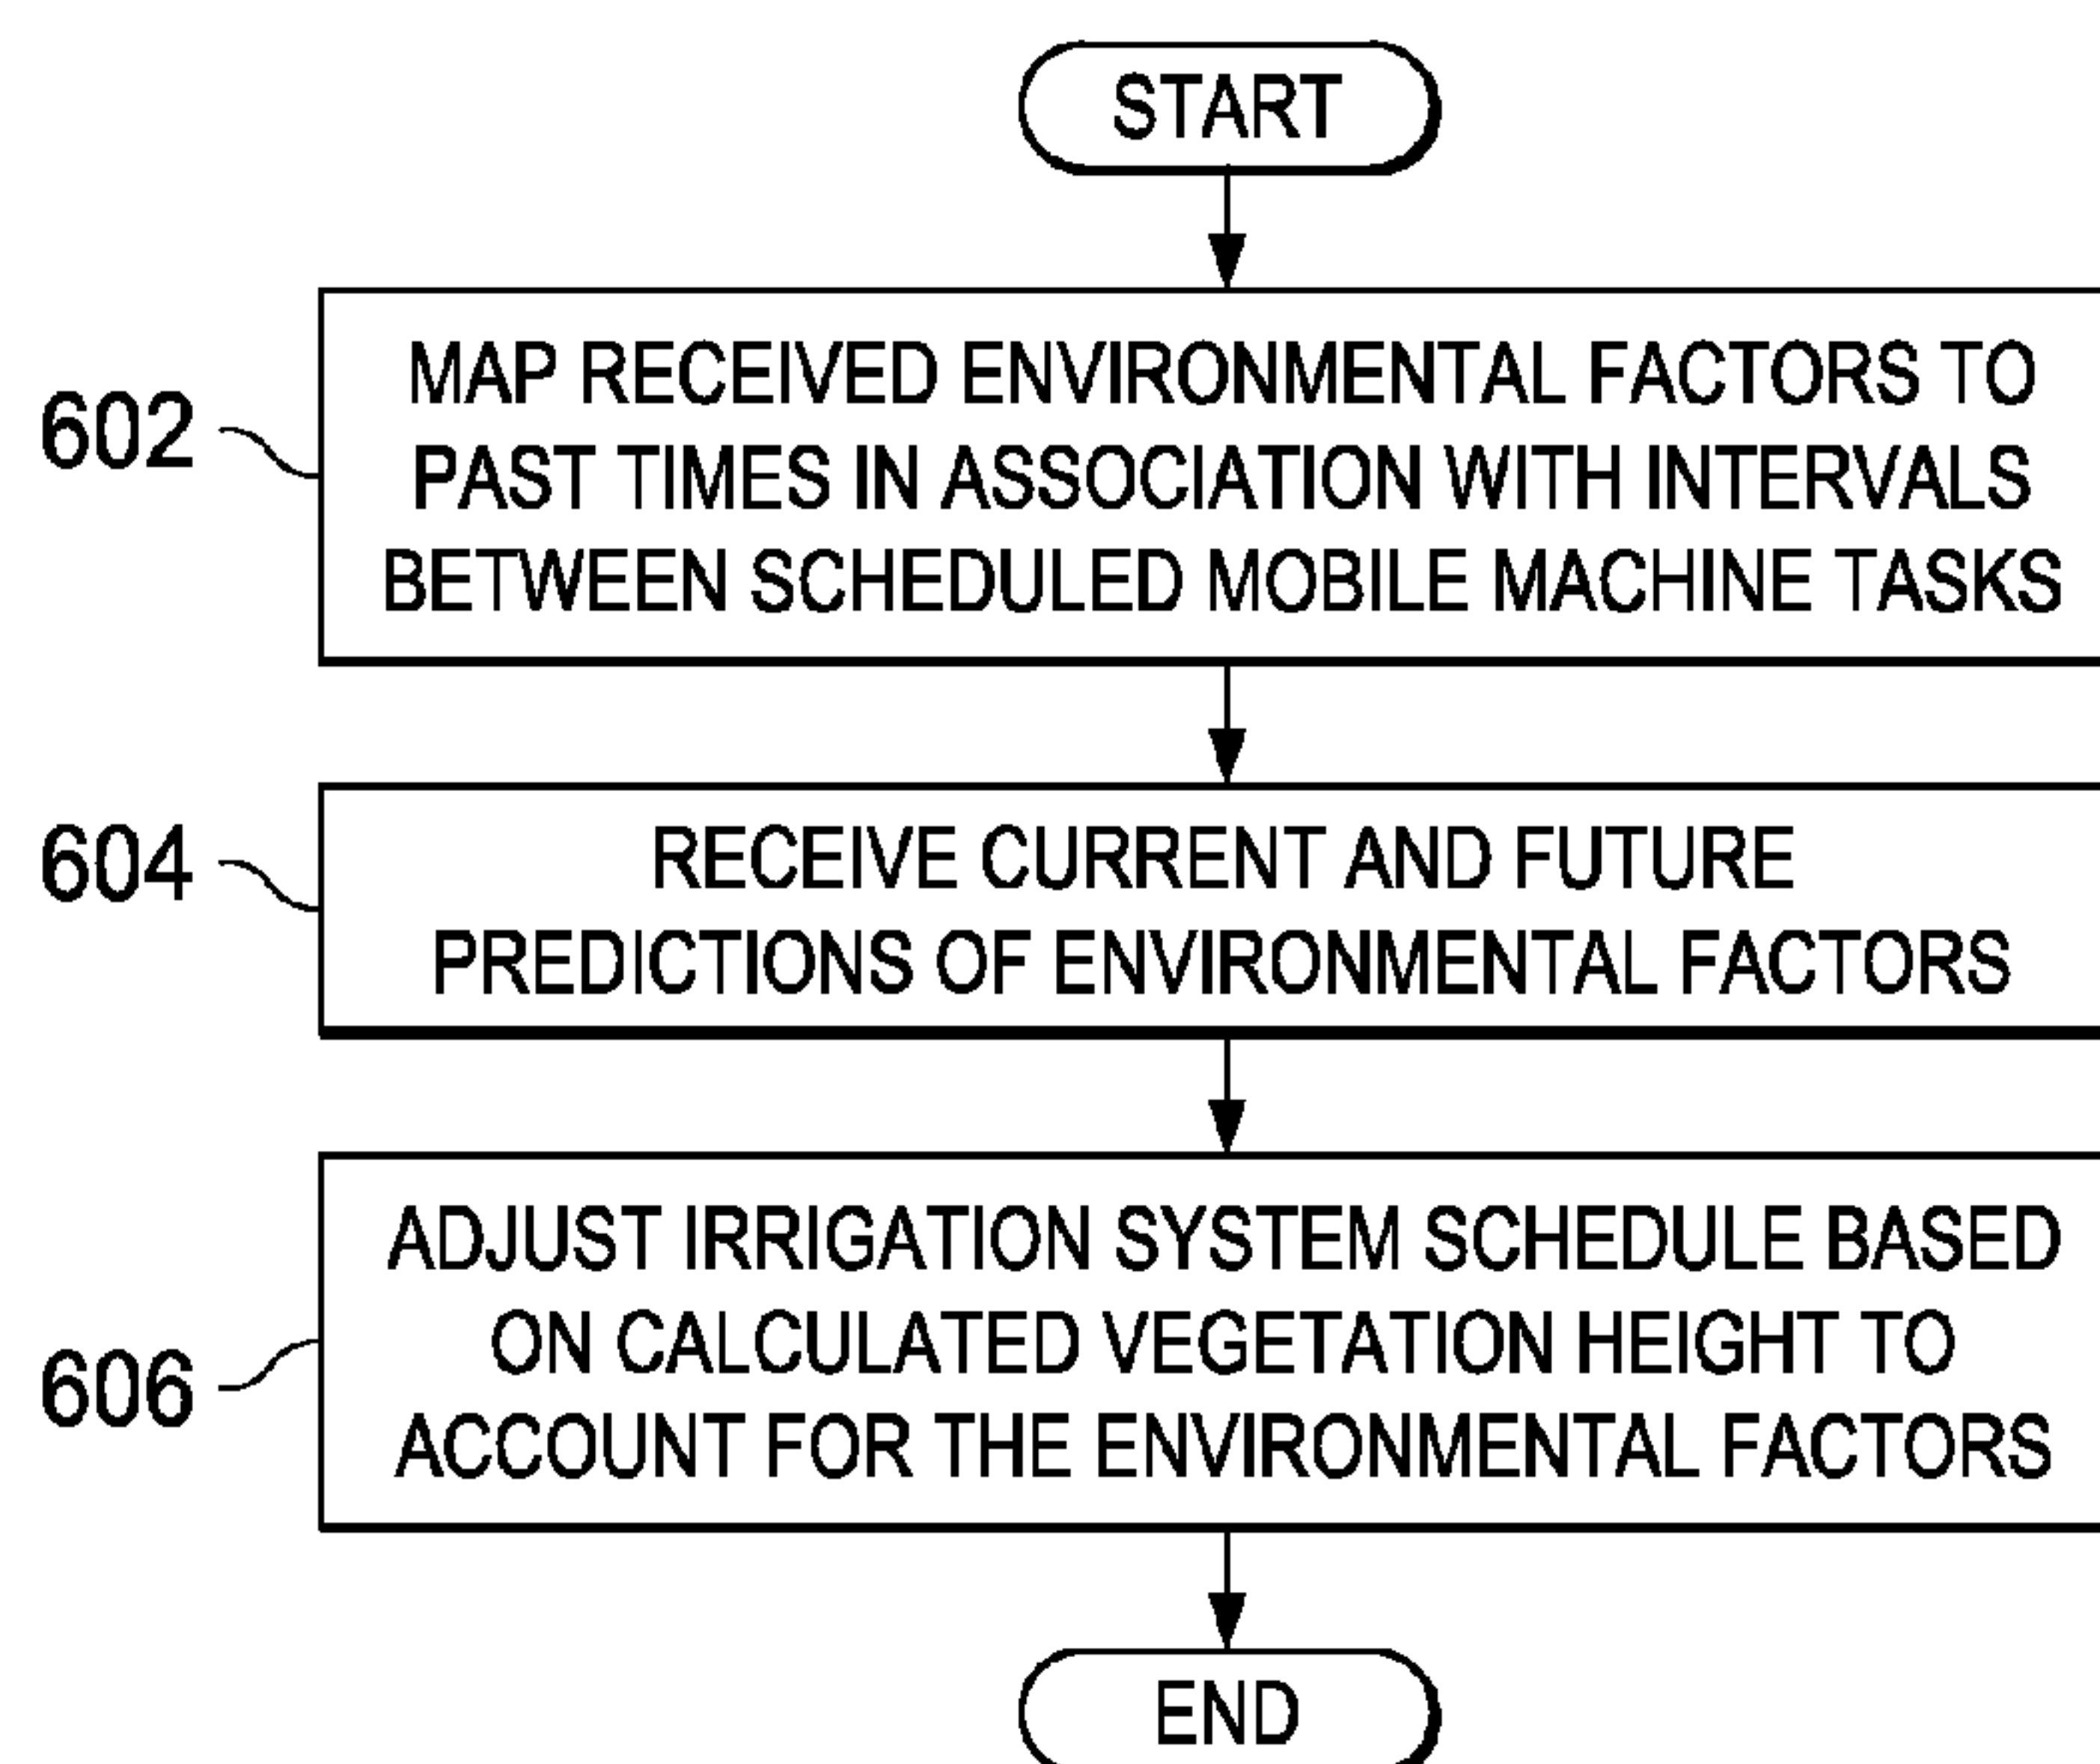 START
602
MAP RECEIVED ENVIRONMENTAL FACTORS TO
PAST TIMES IN ASSOCIATION WITH INTERVALS
BETWEEN SCHEDULED MOBILE MACHINE TASKS
604
RECEIVE CURRENT AND FUTURE
PREDICTIONS OF ENVIRONMENTAL FACTORS
606
ADJUST IRRIGATION SYSTEM SCHEDULE BASED
ON CALCULATED VEGETATION HEIGHT TO
ACCOUNT FOR THE ENVIRONMENTAL FACTORS
END